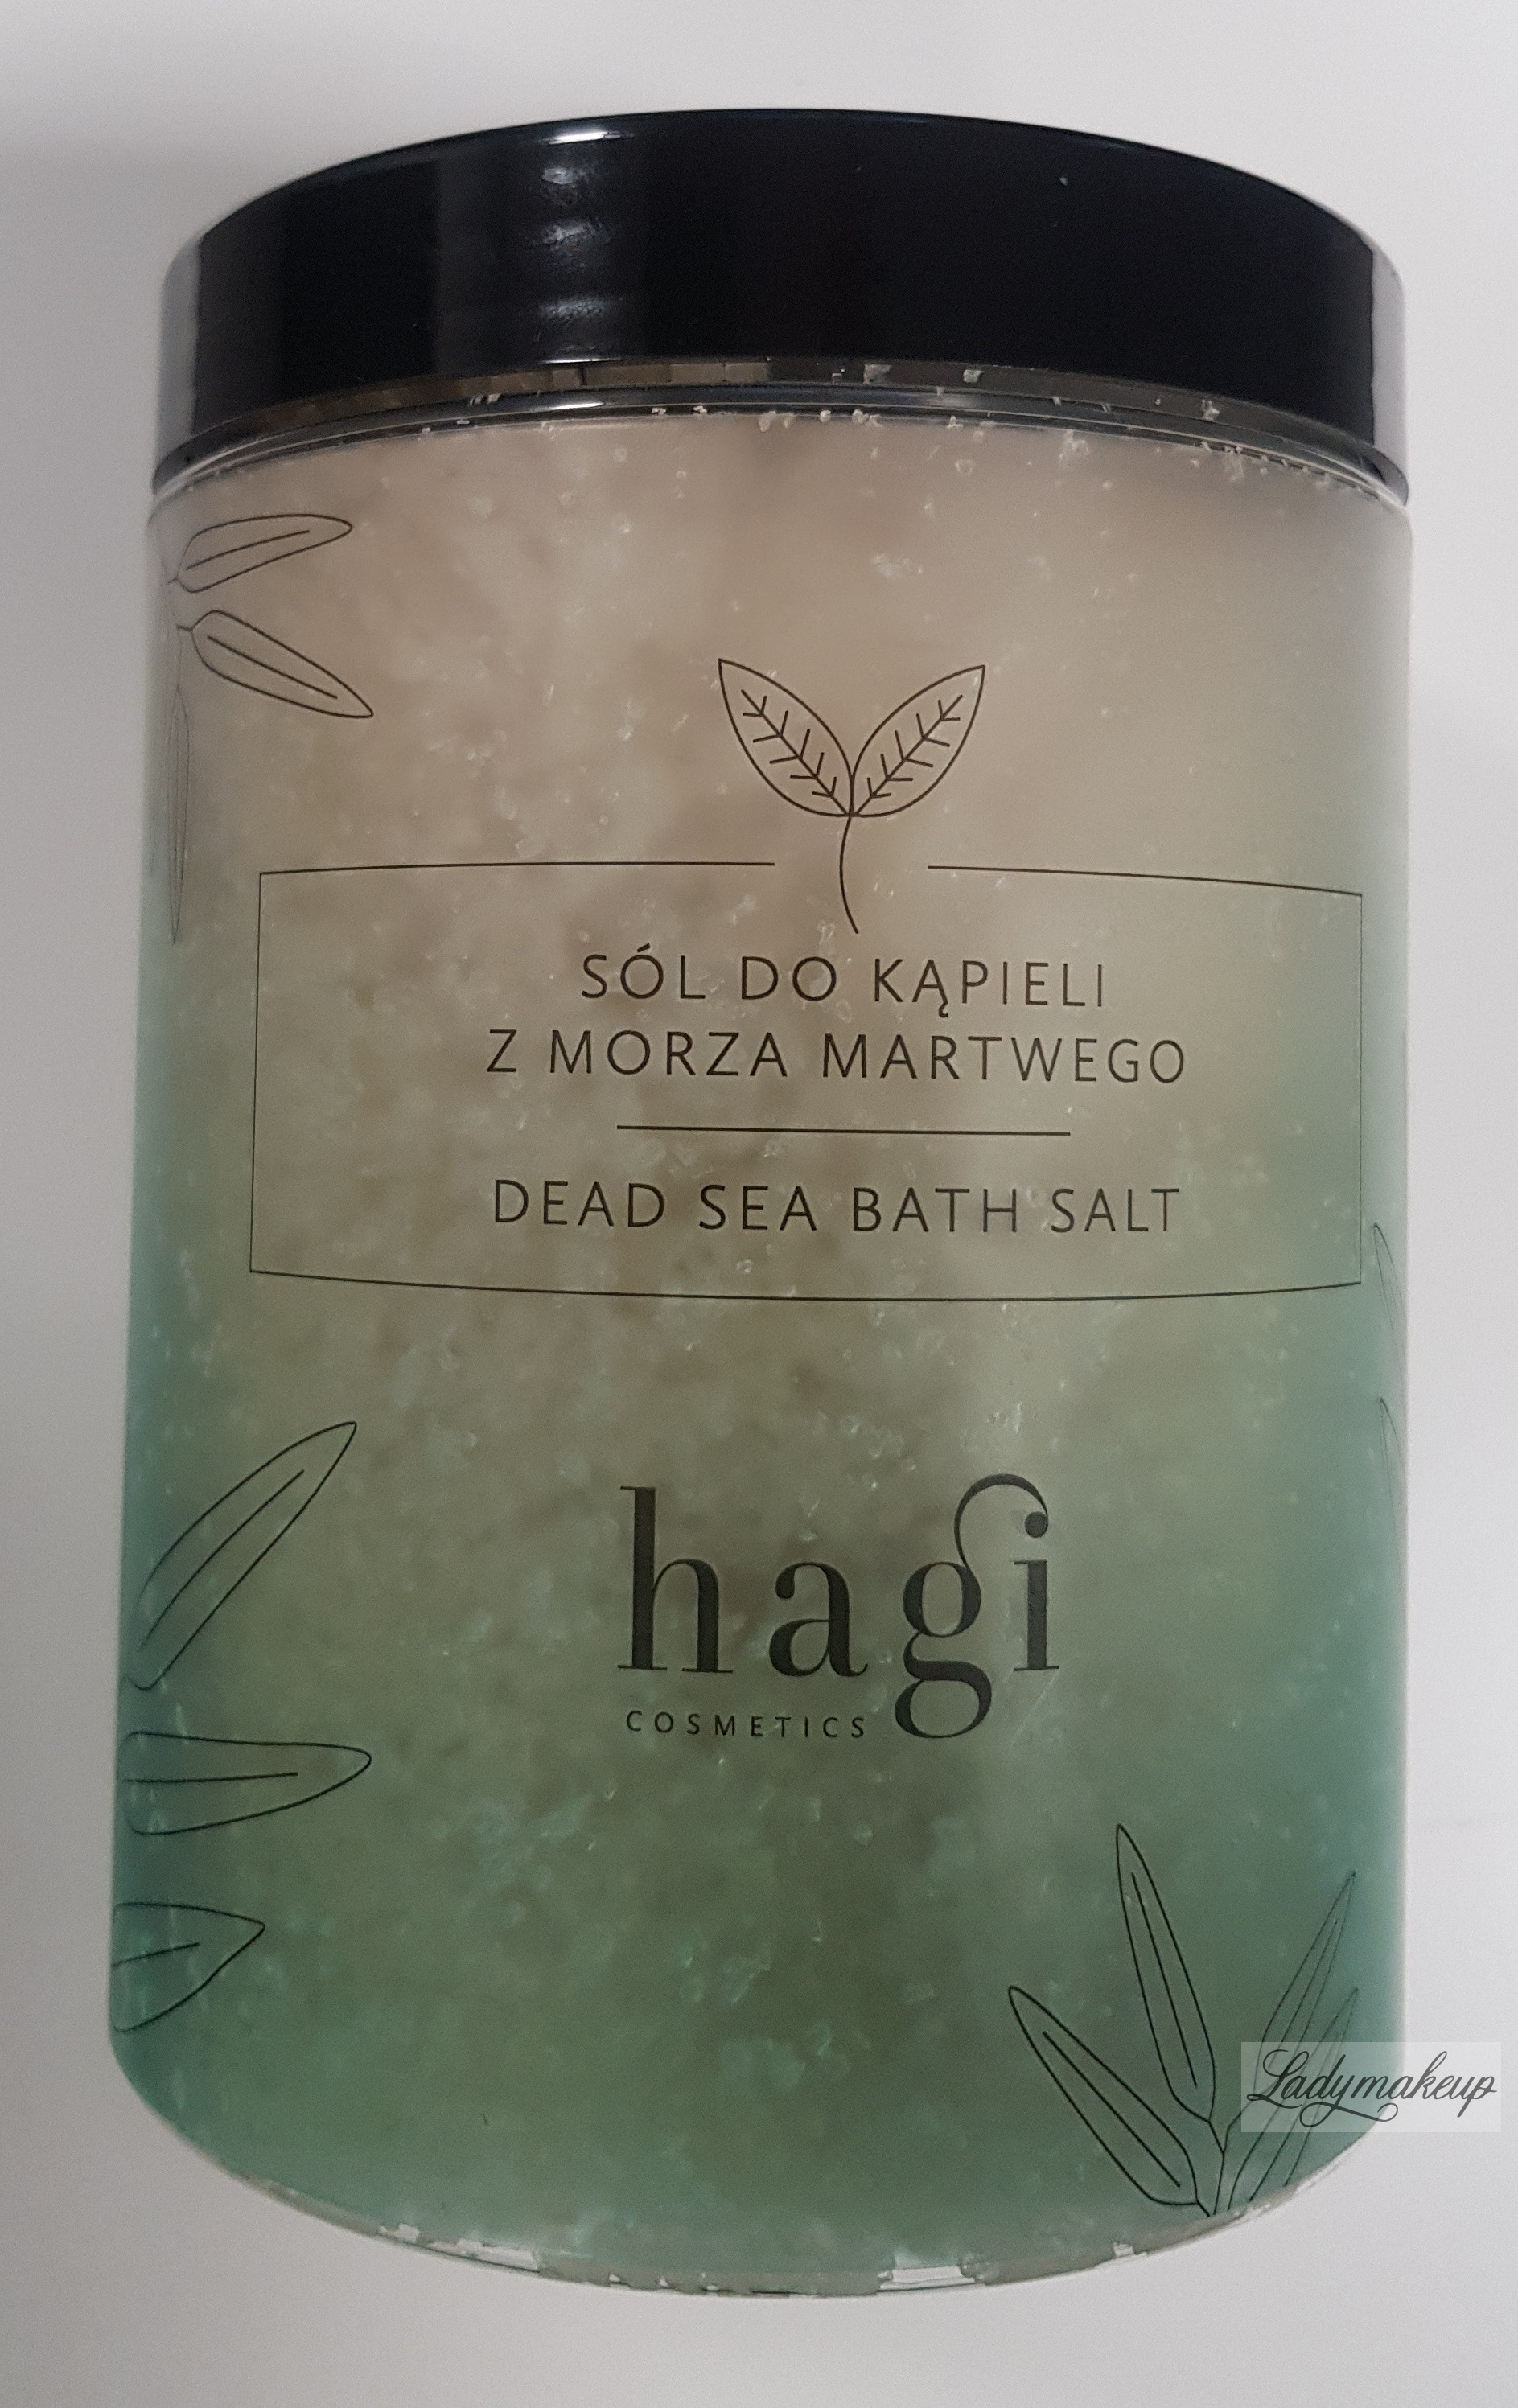 SÓL DO KĄPIELI
Z MORZA MARTWEGO
DEAD SEA BATH SALT
hagi
COSMETICS
Ladymakeup